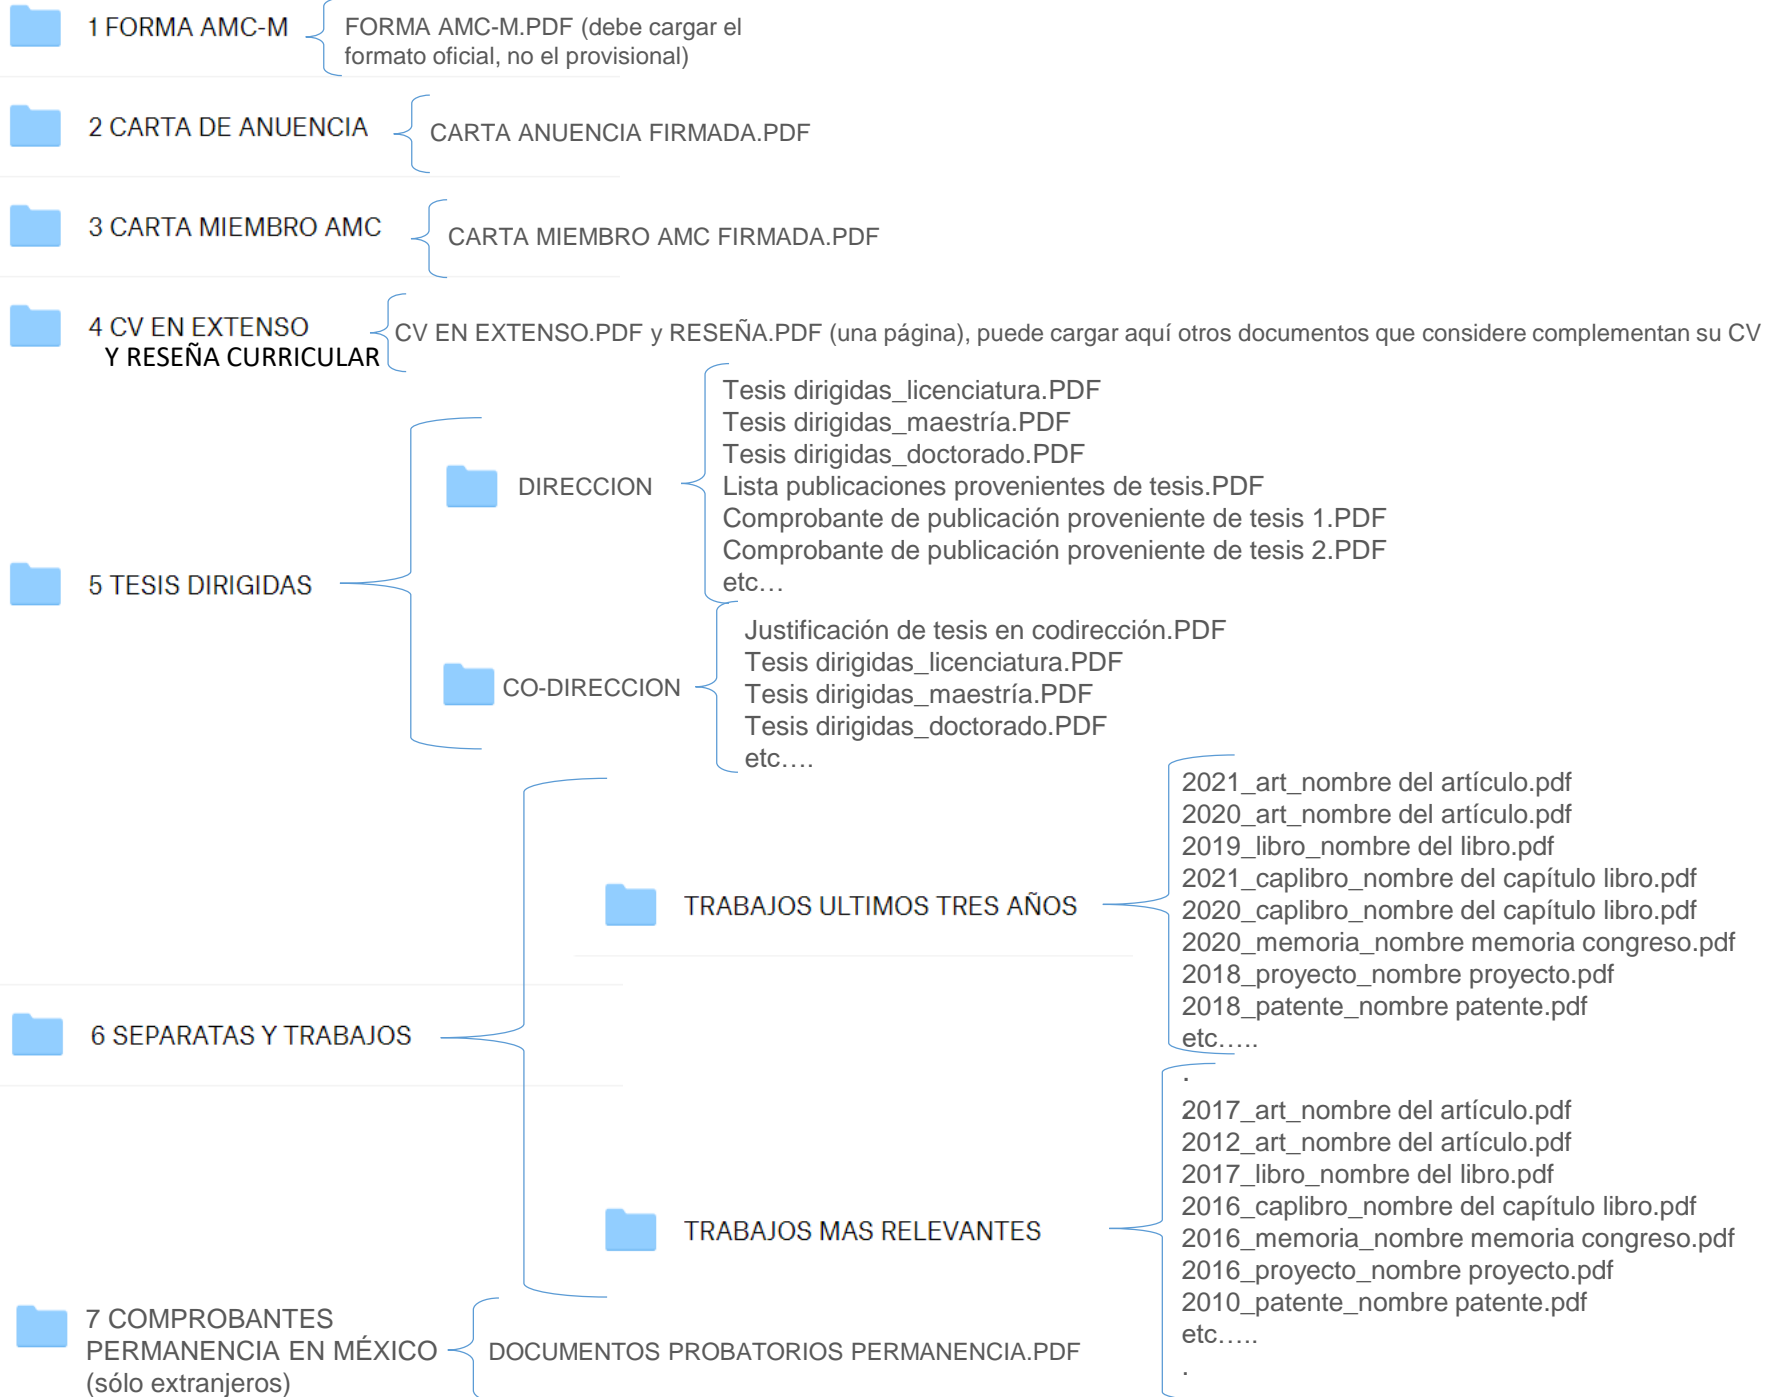 1 FORMA AMC-M
FORMA AMC-M.PDF (debe cargar el
formato oficial, no el provisional)
2 CARTA DE ANUENCIA
CARTA ANUENCIA FIRMADA.PDF
3 CARTA MIEMBRO AMC
CARTA MIEMBRO AMC FIRMADA.PDF
4 CV EN EXTENSO
Y RESEÑA CURRICULAR
CV EN EXTENSO.PDF y RESEÑA.PDF (una página), puede cargar aquí otros documentos que considere complementan su CV
5 TESIS DIRIGIDAS
DIRECCION
Tesis dirigidas_licenciatura.PDF
Tesis dirigidas_maestría.PDF
Tesis dirigidas_doctorado.PDF
Lista publicaciones provenientes de tesis.PDF
Comprobante de publicación proveniente de tesis 1.PDF
Comprobante de publicación proveniente de tesis 2.PDF
etc…
CO-DIRECCION
Justificación de tesis en codirección.PDF
Tesis dirigidas_licenciatura.PDF
Tesis dirigidas_maestría.PDF
Tesis dirigidas_doctorado.PDF
etc….
6 SEPARATAS Y TRABAJOS
TRABAJOS ULTIMOS TRES AÑOS
2021_art_nombre del artículo.pdf
2020_art_nombre del artículo.pdf
2019_libro_nombre del libro.pdf
2021_caplibro_nombre del capítulo libro.pdf
2020_caplibro_nombre del capítulo libro.pdf
2020_memoria_nombre memoria congreso.pdf
2018_proyecto_nombre proyecto.pdf
2018_patente_nombre patente.pdf
etc…..
.
TRABAJOS MAS RELEVANTES
2017_art_nombre del artículo.pdf
2012_art_nombre del artículo.pdf
2017_libro_nombre del libro.pdf
2016_caplibro_nombre del capítulo libro.pdf
2016_memoria_nombre memoria congreso.pdf
2016_proyecto_nombre proyecto.pdf
2010_patente_nombre patente.pdf
etc…..
.
7 COMPROBANTES
PERMANENCIA EN MÉXICO
(sólo extranjeros)
DOCUMENTOS PROBATORIOS PERMANENCIA.PDF